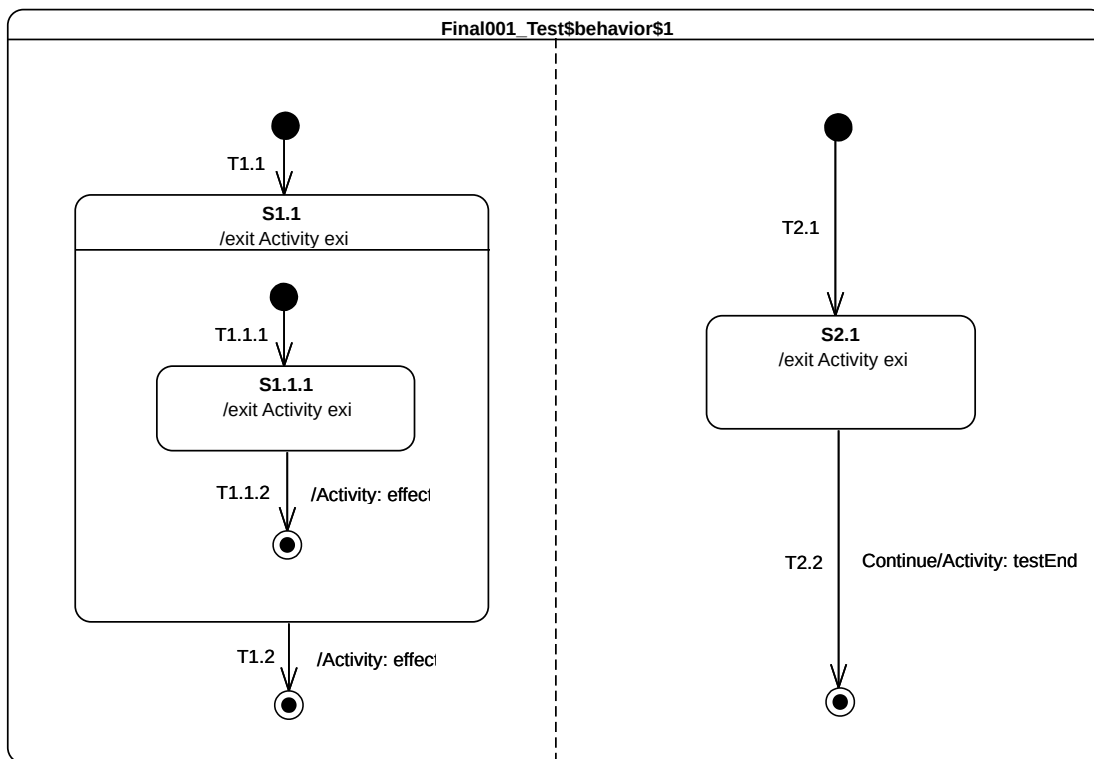 Final001_Test$behavior$1
T1.1
S1.1
/exit Activity exi
T1.1.1
S1.1.1
/exit Activity exi
T1.1.2 /Activity: effect
T1.2 /Activity: effect
T2.1
S2.1
/exit Activity exi
T2.2 Continue/Activity: testEnd